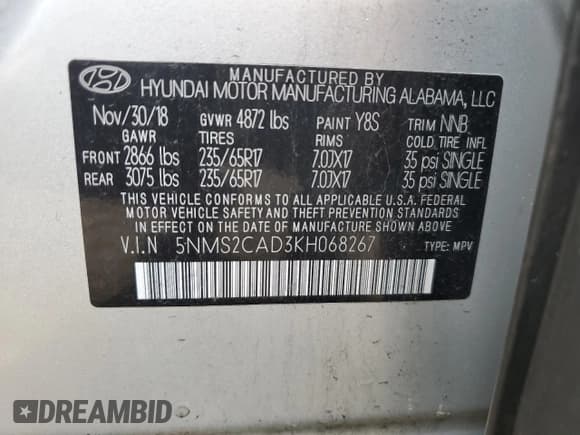 MANUFACTURED BY
HYUNDAI MOTOR MANUFACTURING ALABAMA, LLC
Nov/30/18 GVWR 4872 lbs PAINT Y8S TRIM NNB
GAWR TIRES RIMS COLD TIRE INFL
FRONT 2866 lbs 235/65R17 7.0JX17 35 psi SINGLE
REAR 3075 lbs 235/65R17 7.0JX17 35 psi SINGLE
THIS VEHICLE CONFORMS TO ALL APPLICABLE U.S.A. FEDERAL
MOTOR VEHICLE SAFETY AND THEFT PREVENTION STANDARDS
IN EFFECT ON THE DATE OF MANUFACTURE SHOWN ABOVE
V.I.N 5NMS2CAD3KH068267 TYPE: MPV
DREAMBID